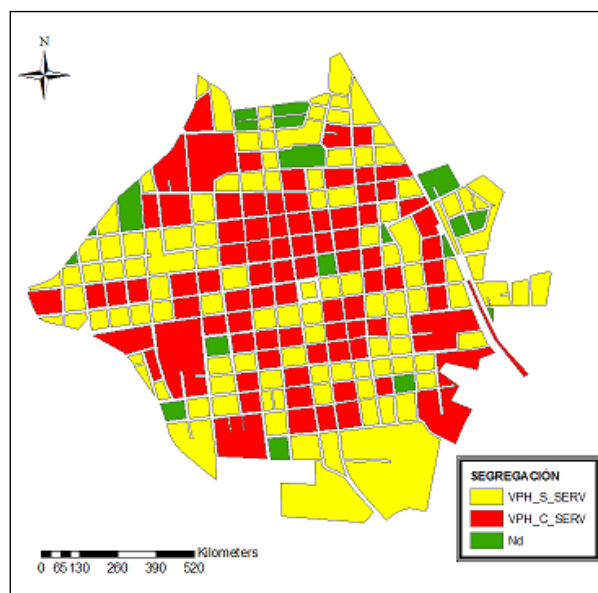 N
SEGREGACIÓN
VPH_S_SERV
VPH_C_SERV
Nd
Kilometers
0 65 130 260 390 520